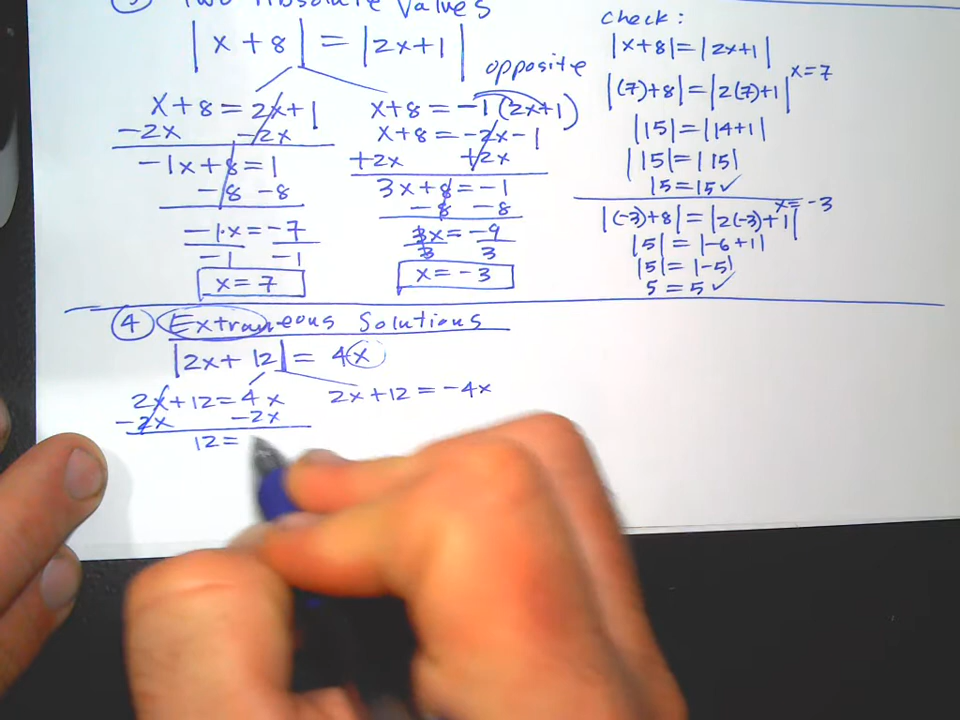 ③ Two Absolute Values
|x + 8| = |2x+1|
opposite
x+8 = 2x+1
-2x -2x
-1x+8=1
-8 -8
-1·x = -7
-1 -1
x = 7
x+8 = -1(2x+1)
x+8 = -2x-1
+2x +2x
3x+8=-1
-8 -8
3x = -9
3 3
x = -3
check:
|x+8|=|2x+1|
x=7
|(7)+8|=|2(7)+1|
|15|=|14+1|
|15|=|15|
15=15✓
x=-3
|(-3)+8|=|2(-3)+1|
|5|=|-6+1|
|5|=|-5|
5=5✓
④ Extraneous Solutions
|2x+12|= 4x
2x+12=4x
-2x -2x
12=
2x+12=-4x